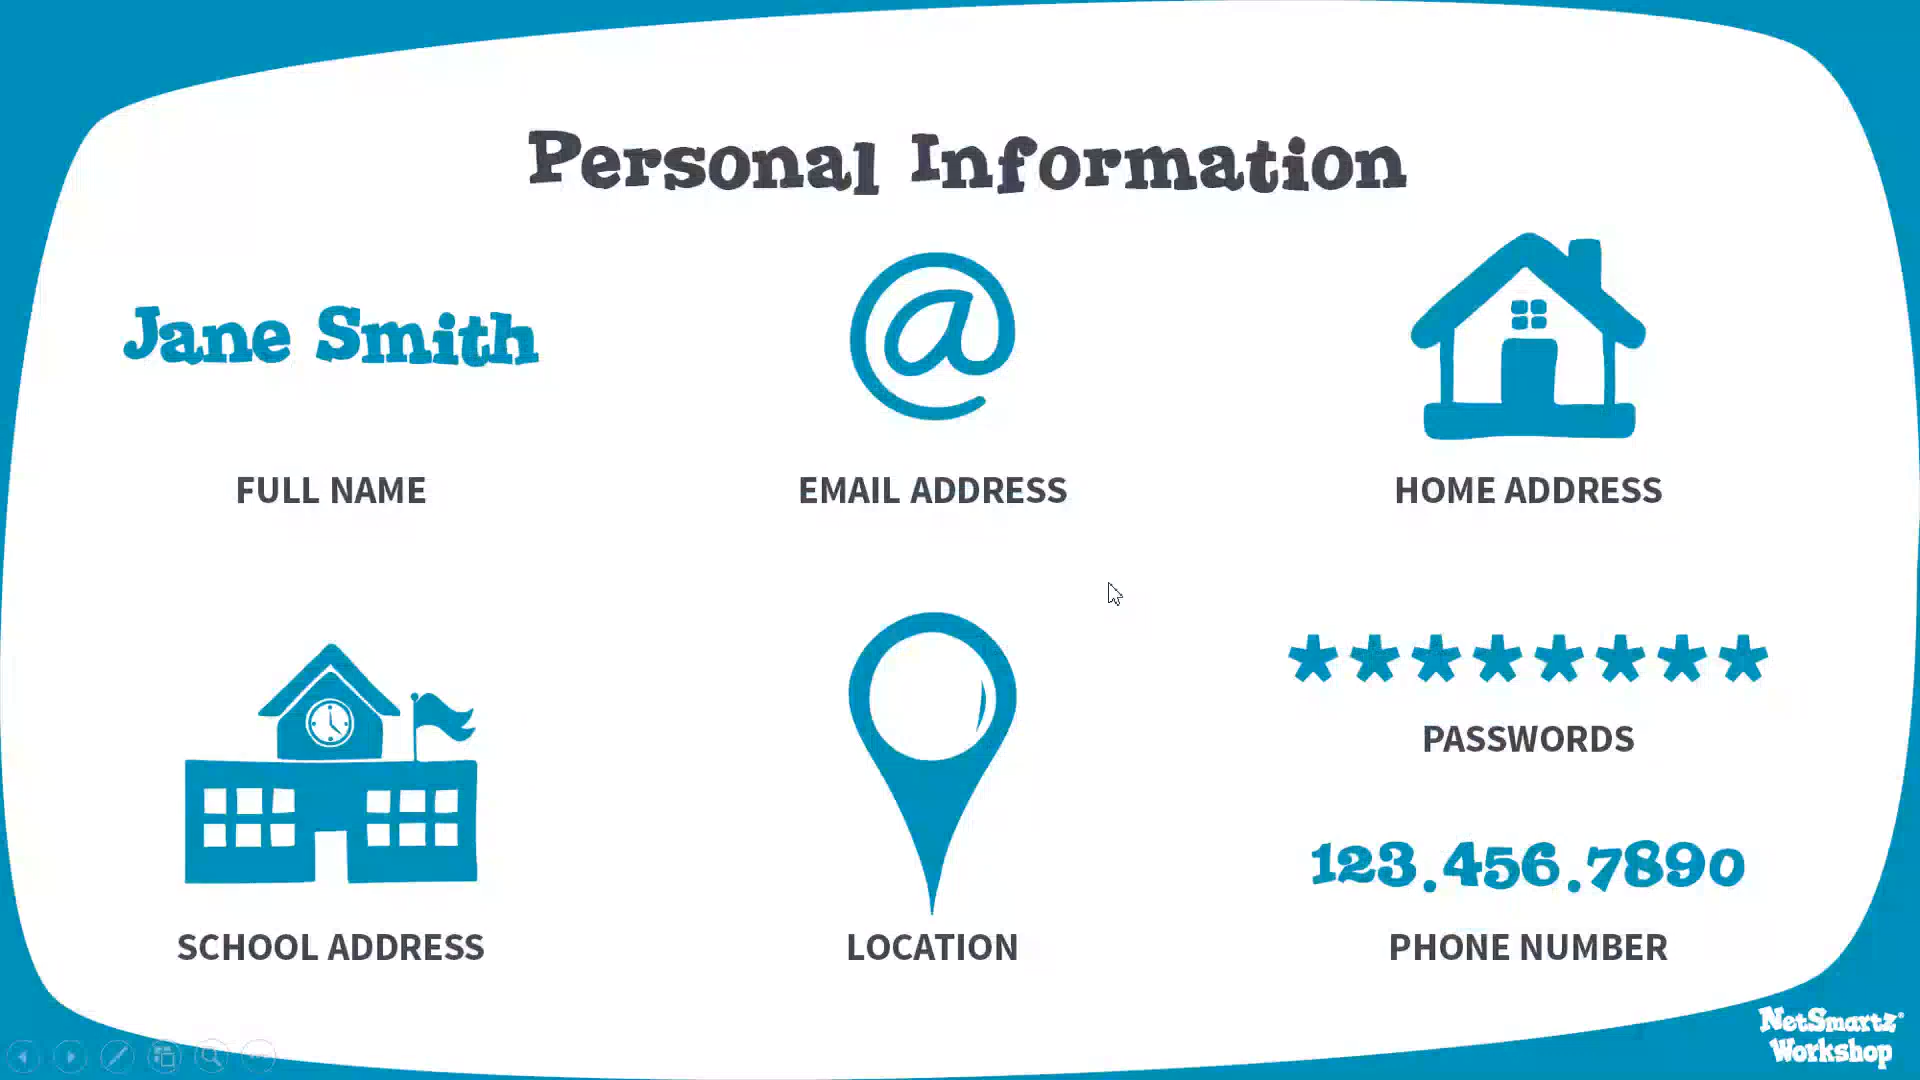 Personal Information
Jane Smith
@
FULL NAME
EMAIL ADDRESS
HOME ADDRESS
********
PASSWORDS
123.456.7890
SCHOOL ADDRESS
LOCATION
PHONE NUMBER
NetSmartz®
Workshop